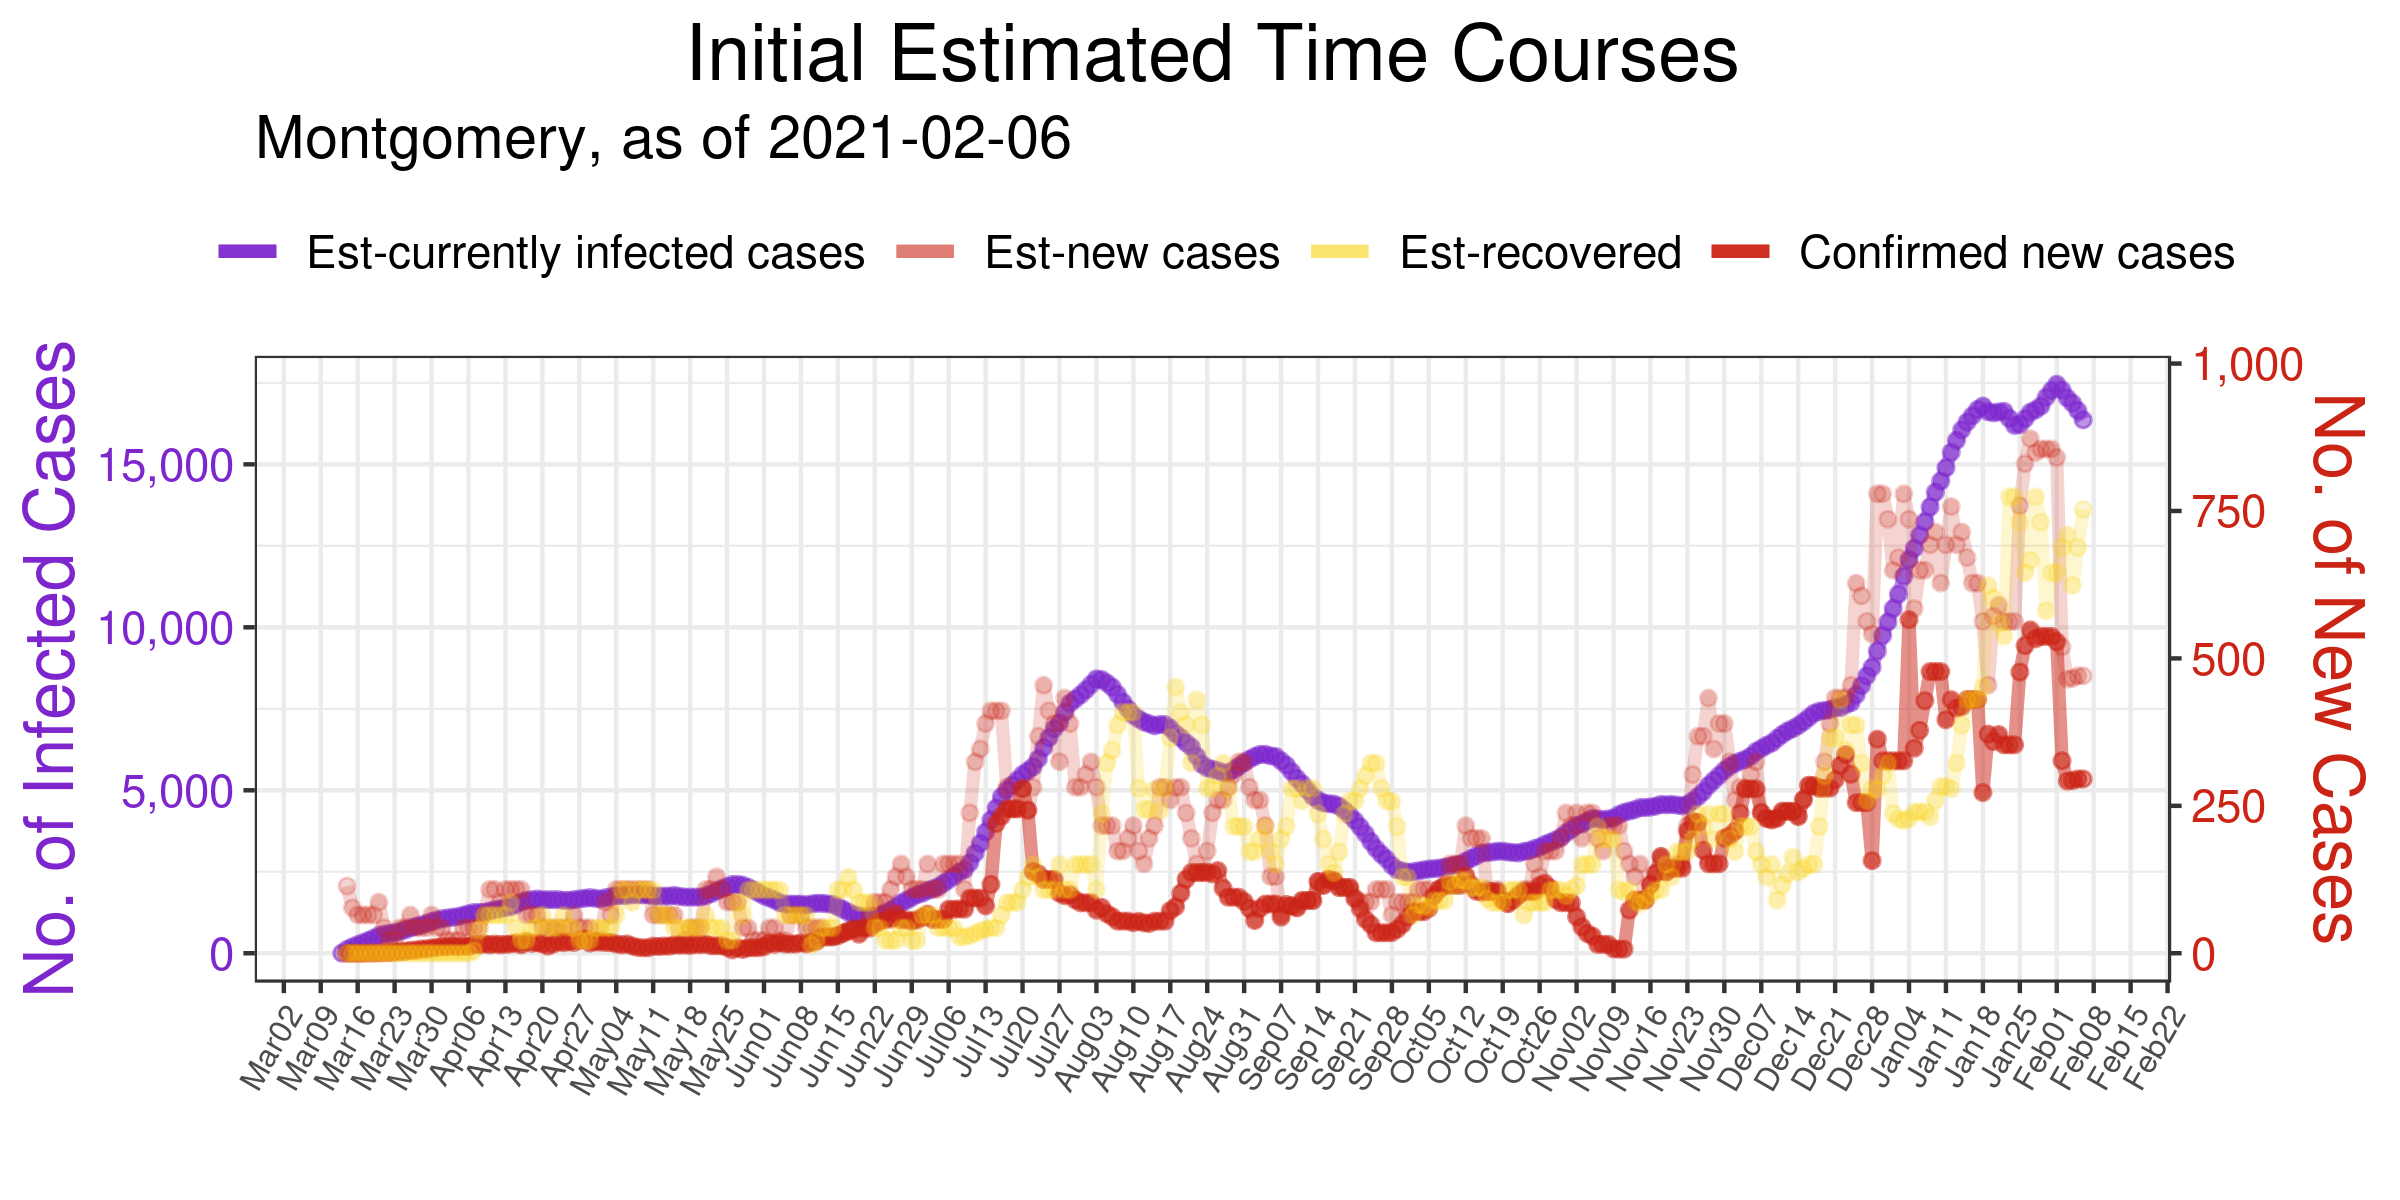 Initial Estimated Time Courses
Montgomery, as of 2021-02-06
Est-currently infected cases
Est-new cases
Est-recovered
Confirmed new cases
No. of Infected Cases
15,000
10,000
5,000
0
1,000
750
500
250
0
No. of New Cases
Mar02
Mar09
Mar16
Mar23
Mar30
Apr06
Apr13
Apr20
Apr27
May04
May11
May18
May25
Jun01
Jun08
Jun15
Jun22
Jun29
Jul06
Jul13
Jul20
Jul27
Aug03
Aug10
Aug17
Aug24
Aug31
Sep07
Sep14
Sep21
Sep28
Oct05
Oct12
Oct19
Oct26
Nov02
Nov09
Nov16
Nov23
Nov30
Dec07
Dec14
Dec21
Dec28
Jan04
Jan11
Jan18
Jan25
Feb01
Feb08
Feb15
Feb22